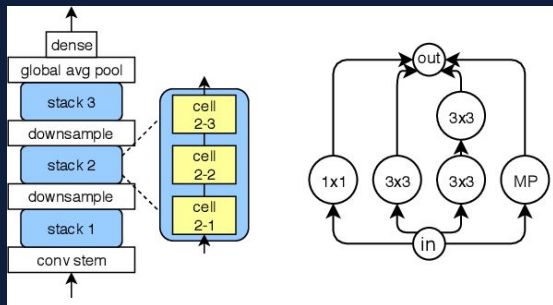 dense
global avg pool
stack 3
downsample
stack 2
downsample
stack 1
conv stem
cell
2-3
cell
2-2
cell
2-1
out
3x3
1x1
3x3
3x3
MP
in